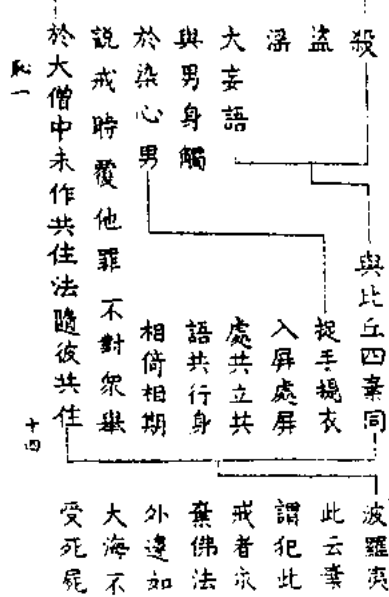 殺
盜
淫
大妄語
與男身觸
與比丘四棄同
於染心男
捉手捉衣
入屏處屏
處共立共
語共行身
相倚相期
説戒時覆他罪不對衆舉
於大僧中未作共住法隨彼共住
波羅夷
此云棄
謂犯此
戒者永
棄佛法
外邊如
大海不
受死屍
恥一
十四